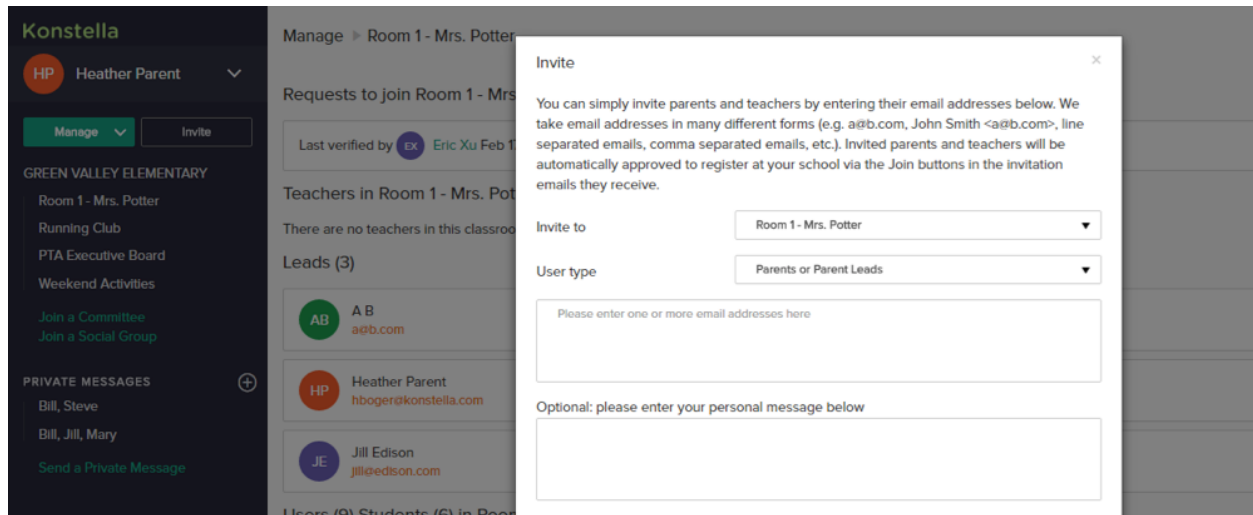 Konstella
HP Heather Parent
Manage Invite
GREEN VALLEY ELEMENTARY
Room 1 - Mrs. Potter
Running Club
PTA Executive Board
Weekend Activities
Join a Committee
Join a Social Group
PRIVATE MESSAGES
Bill, Steve
Bill, Jill, Mary
Send a Private Message
Manage Room 1 - Mrs. Potter
Requests to join Room 1 - Mrs
Last verified by EX Eric Xu Feb 17
Teachers in Room 1 - Mrs. Pot
There are no teachers in this classroo
Leads (3)
AB A B
a@b.com
HP Heather Parent
hboger@konstella.com
JE Jill Edison
jill@edison.com
Users (9) Students (6) in Roo
Invite ×
You can simply invite parents and teachers by entering their email addresses below. We
take email addresses in many different forms (e.g. a@b.com, John Smith <a@b.com>, line
separated emails, comma separated emails, etc.). Invited parents and teachers will be
automatically approved to register at your school via the Join buttons in the invitation
emails they receive.
Invite to Room 1 - Mrs. Potter
User type Parents or Parent Leads
Please enter one or more email addresses here
Optional: please enter your personal message below